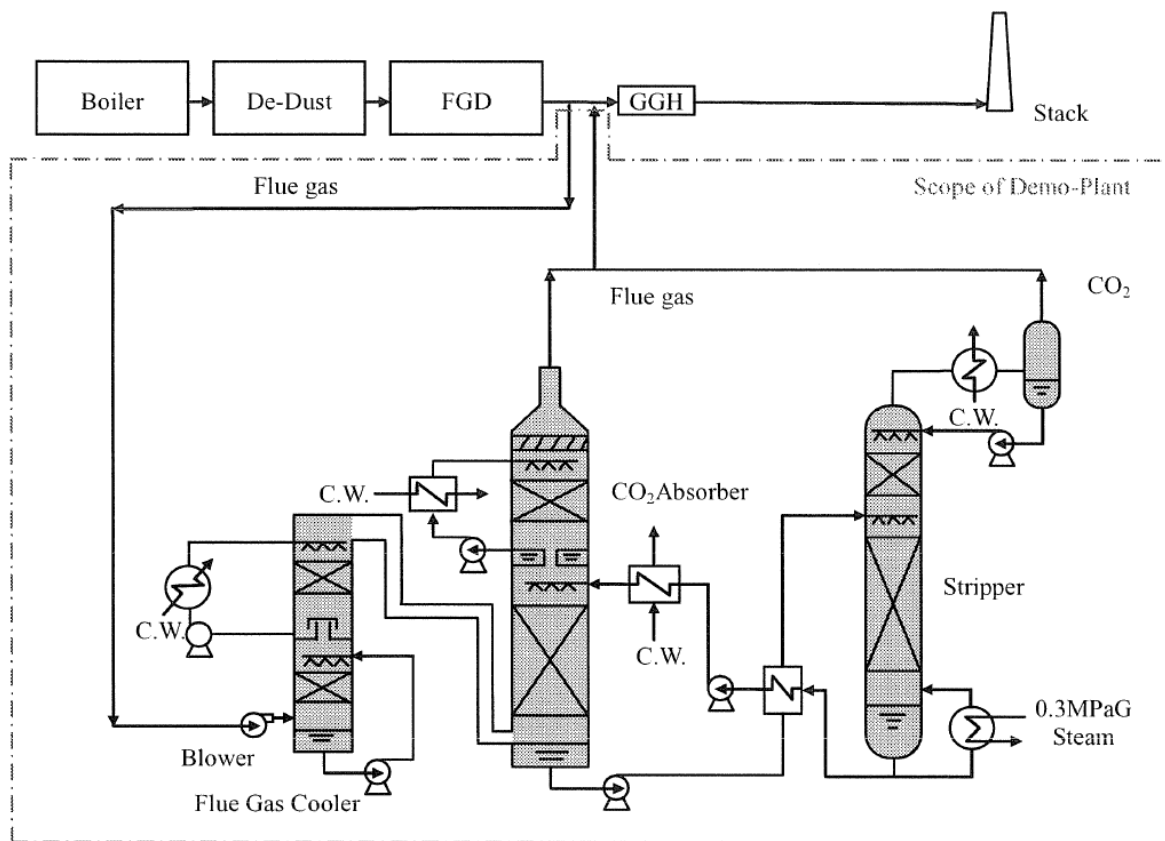 Boiler
De-Dust
FGD
GGH
Stack
Flue gas
Scope of Demo-Plant
Flue gas
CO₂
C.W.
C.W.
CO₂Absorber
Stripper
C.W.
C.W.
0.3MPaG
Steam
Blower
Flue Gas Cooler